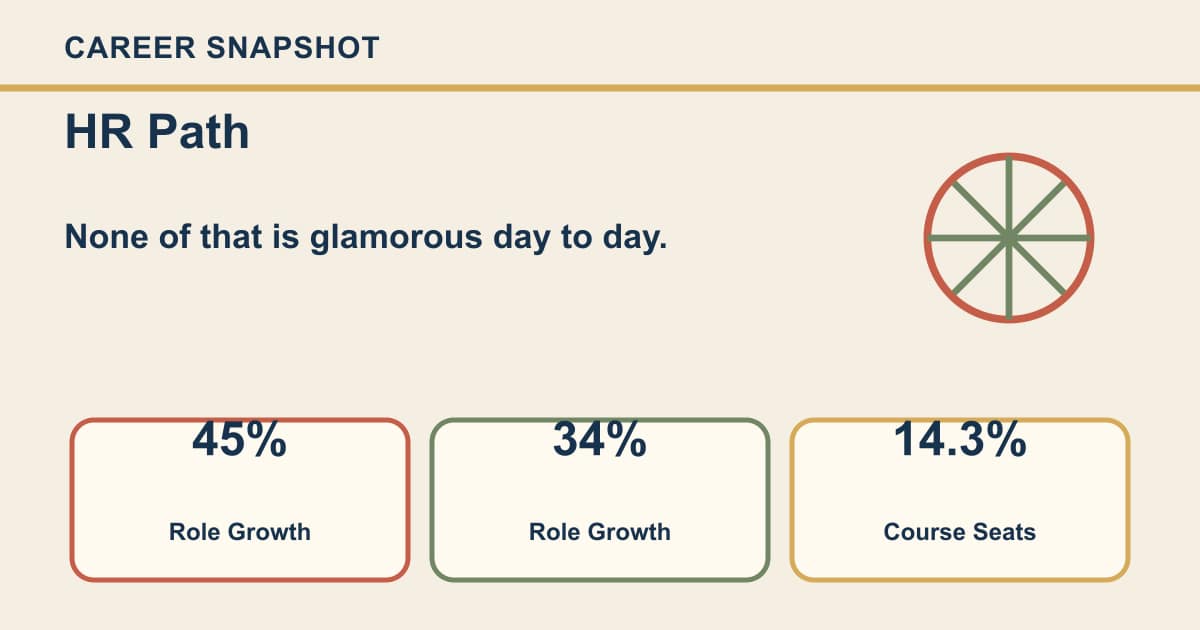 CAREER SNAPSHOT
HR Path
None of that is glamorous day to day.
45%
Role Growth
34%
Role Growth
14.3%
Course Seats